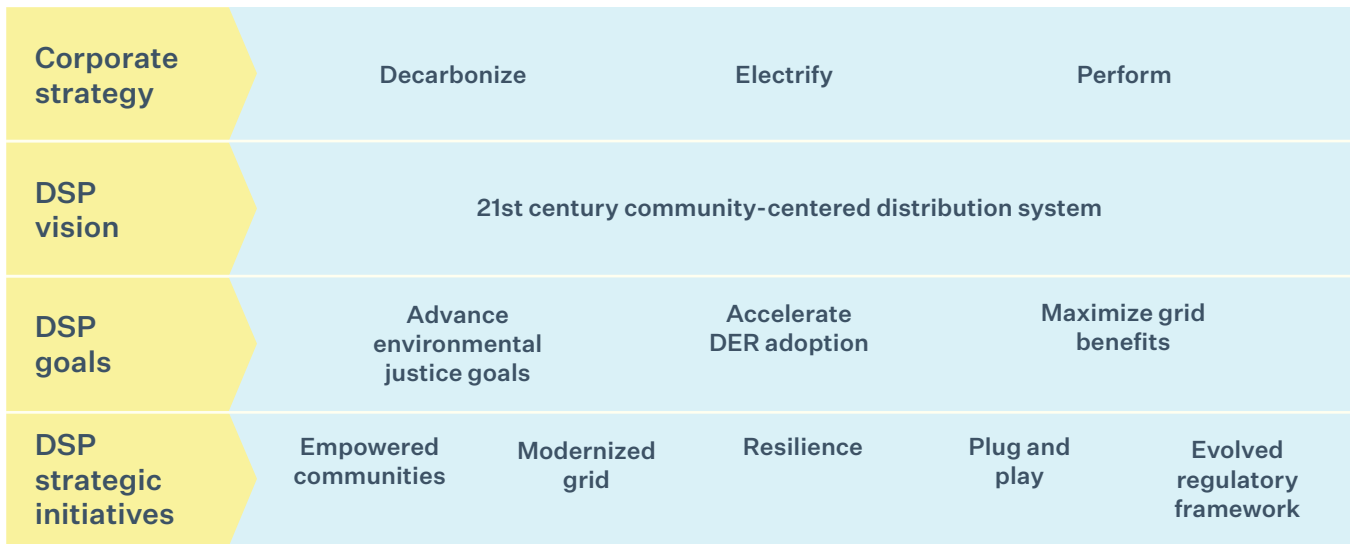 Corporate
strategy
Decarbonize
Electrify
Perform
DSP
vision
21st century community-centered distribution system
DSP
goals
Advance
environmental
justice goals
Accelerate
DER adoption
Maximize grid
benefits
DSP
strategic
initiatives
Empowered
communities
Modernized
grid
Resilience
Plug and
play
Evolved
regulatory
framework